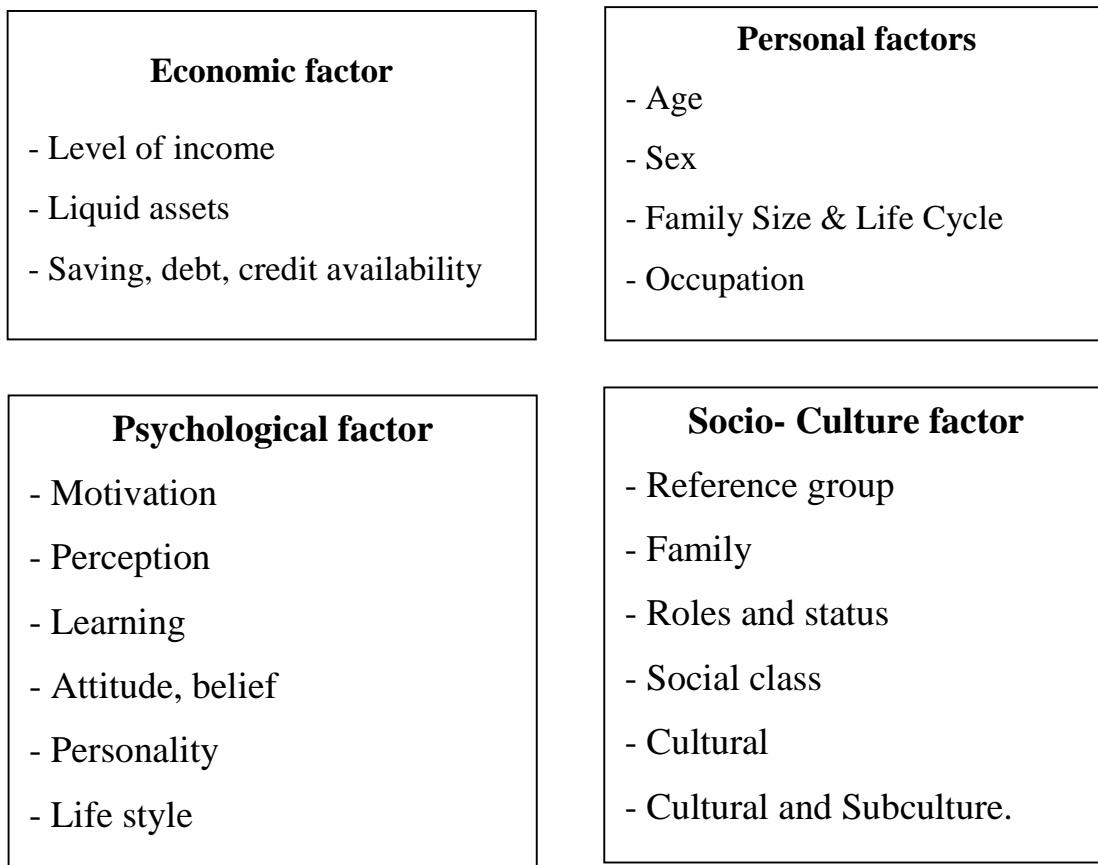 Economic factor
- Level of income
- Liquid assets
- Saving, debt, credit availability
Personal factors
- Age
- Sex
- Family Size & Life Cycle
- Occupation
Psychological factor
- Motivation
- Perception
- Learning
- Attitude, belief
- Personality
- Life style
Socio- Culture factor
- Reference group
- Family
- Roles and status
- Social class
- Cultural
- Cultural and Subculture.